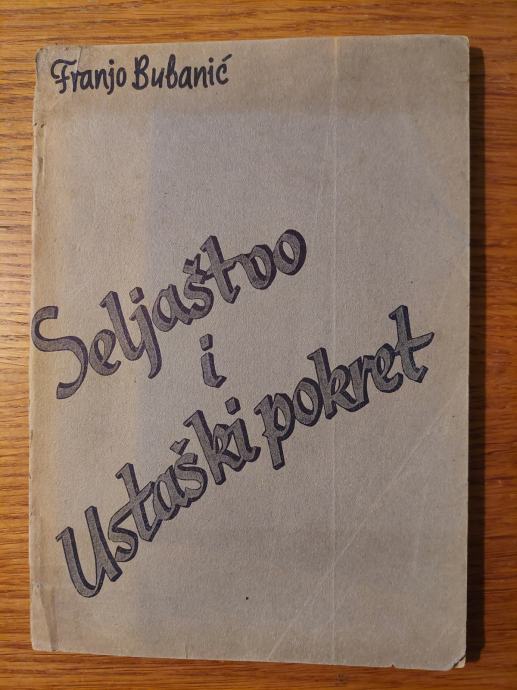 Franjo Bubanić
Seljaštvo
i
Ustaški pokret